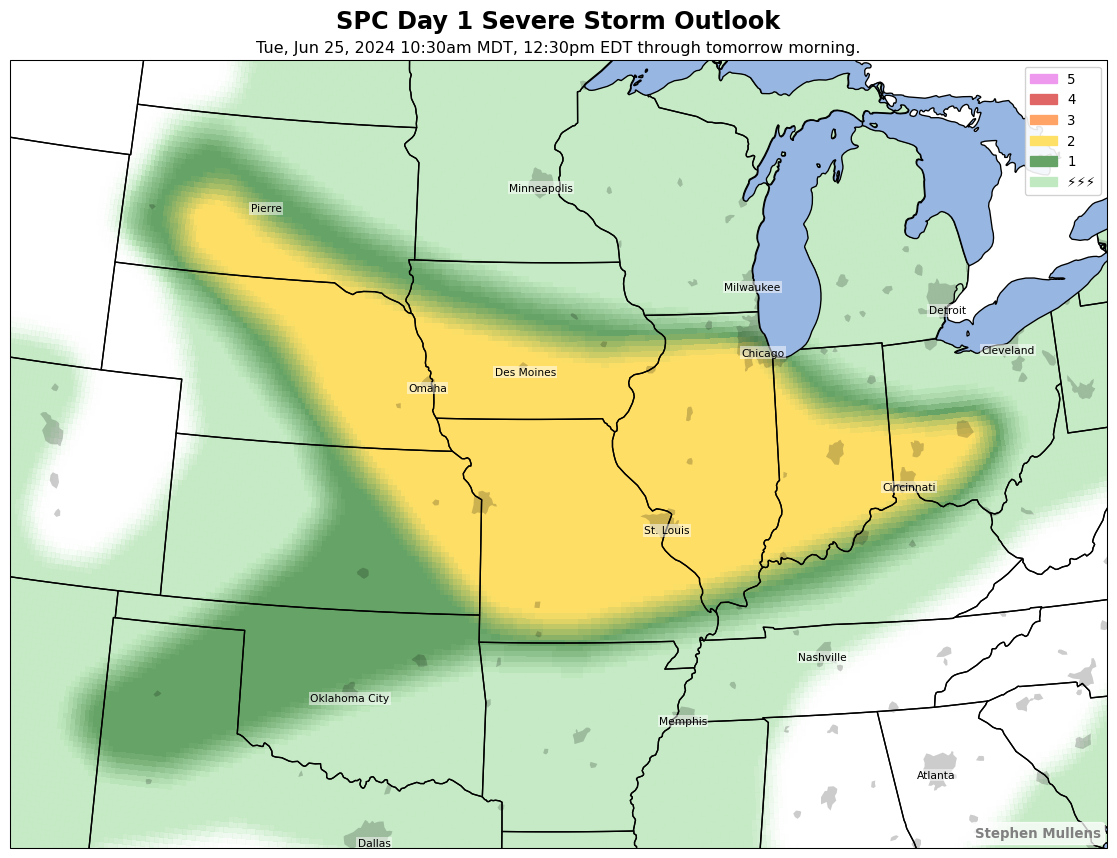 SPC Day 1 Severe Storm Outlook
Tue, Jun 25, 2024 10:30am MDT, 12:30pm EDT through tomorrow morning.
5
4
3
2
1
⚡⚡⚡
Minneapolis
Pierre
Milwaukee
Detroit
Cleveland
Chicago
Des Moines
Omaha
Cincinnati
St. Louis
Nashville
Oklahoma City
Memphis
Atlanta
Dallas
Stephen Mullens